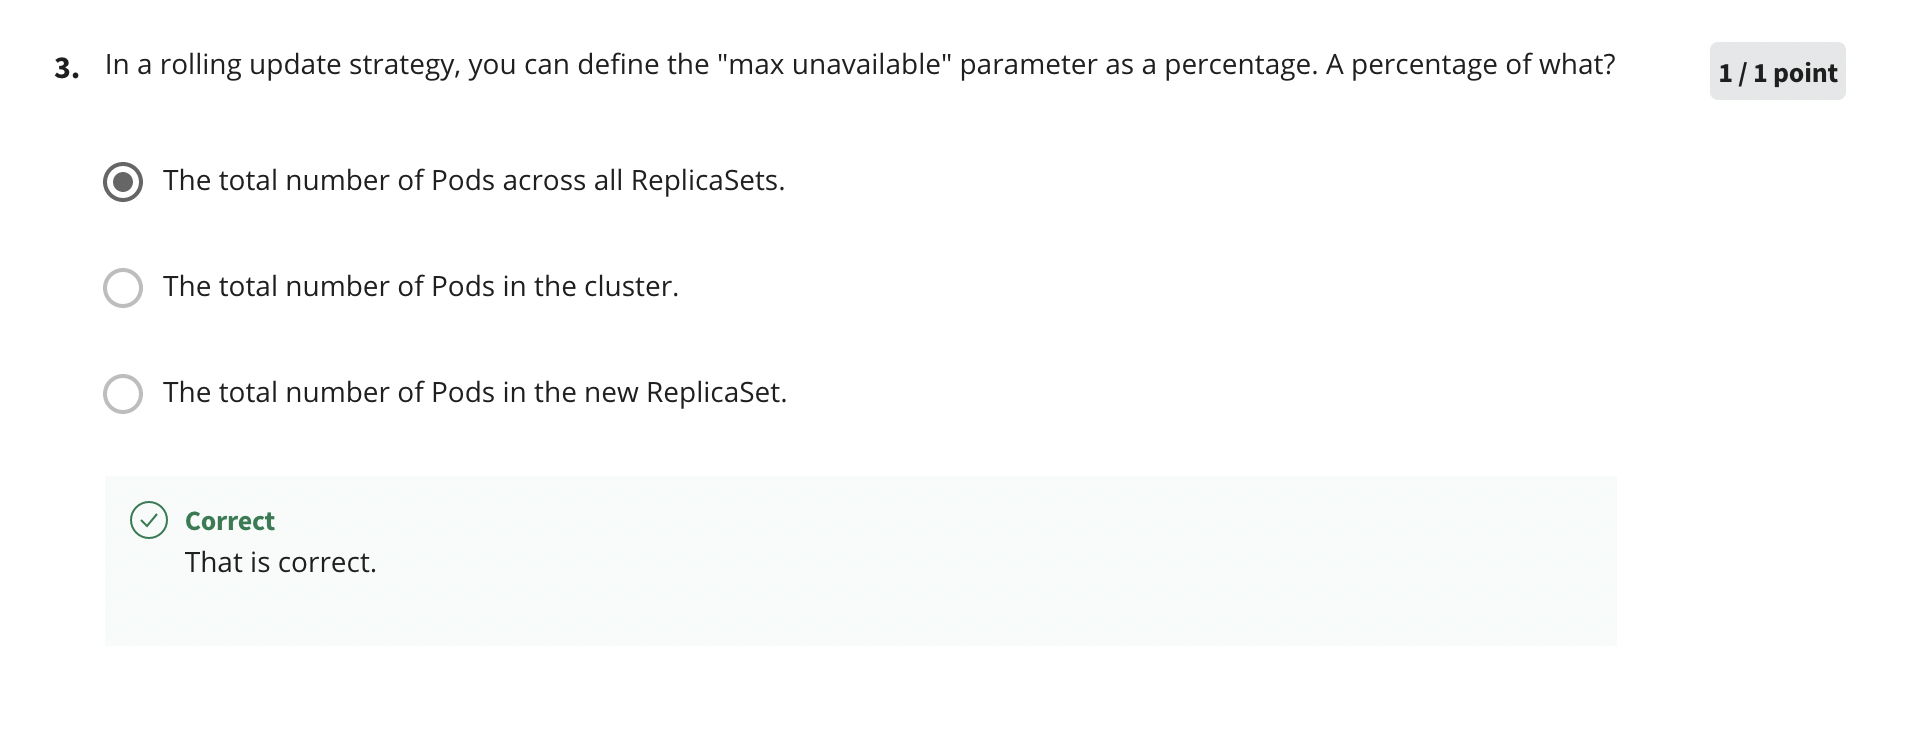 3. In a rolling update strategy, you can define the "max unavailable" parameter as a percentage. A percentage of what?
1 / 1 point
The total number of Pods across all ReplicaSets.
The total number of Pods in the cluster.
The total number of Pods in the new ReplicaSet.
Correct
That is correct.